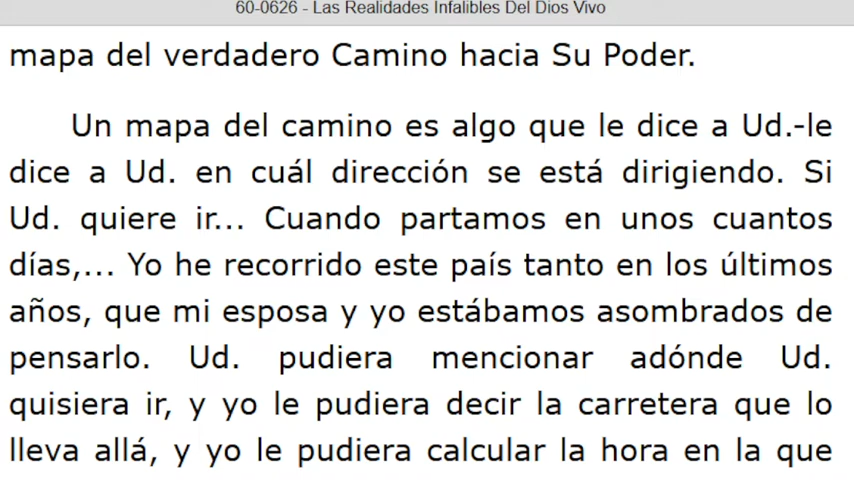 60-0626 - Las Realidades Infalibles Del Dios Vivo
mapa del verdadero Camino hacia Su Poder.
Un mapa del camino es algo que le dice a Ud.-le
dice a Ud. en cuál dirección se está dirigiendo. Si
Ud. quiere ir... Cuando partamos en unos cuantos
días,... Yo he recorrido este país tanto en los últimos
años, que mi esposa y yo estábamos asombrados de
pensarlo. Ud. pudiera mencionar adónde Ud.
quisiera ir, y yo le pudiera decir la carretera que lo
lleva allá, y yo le pudiera calcular la hora en la que